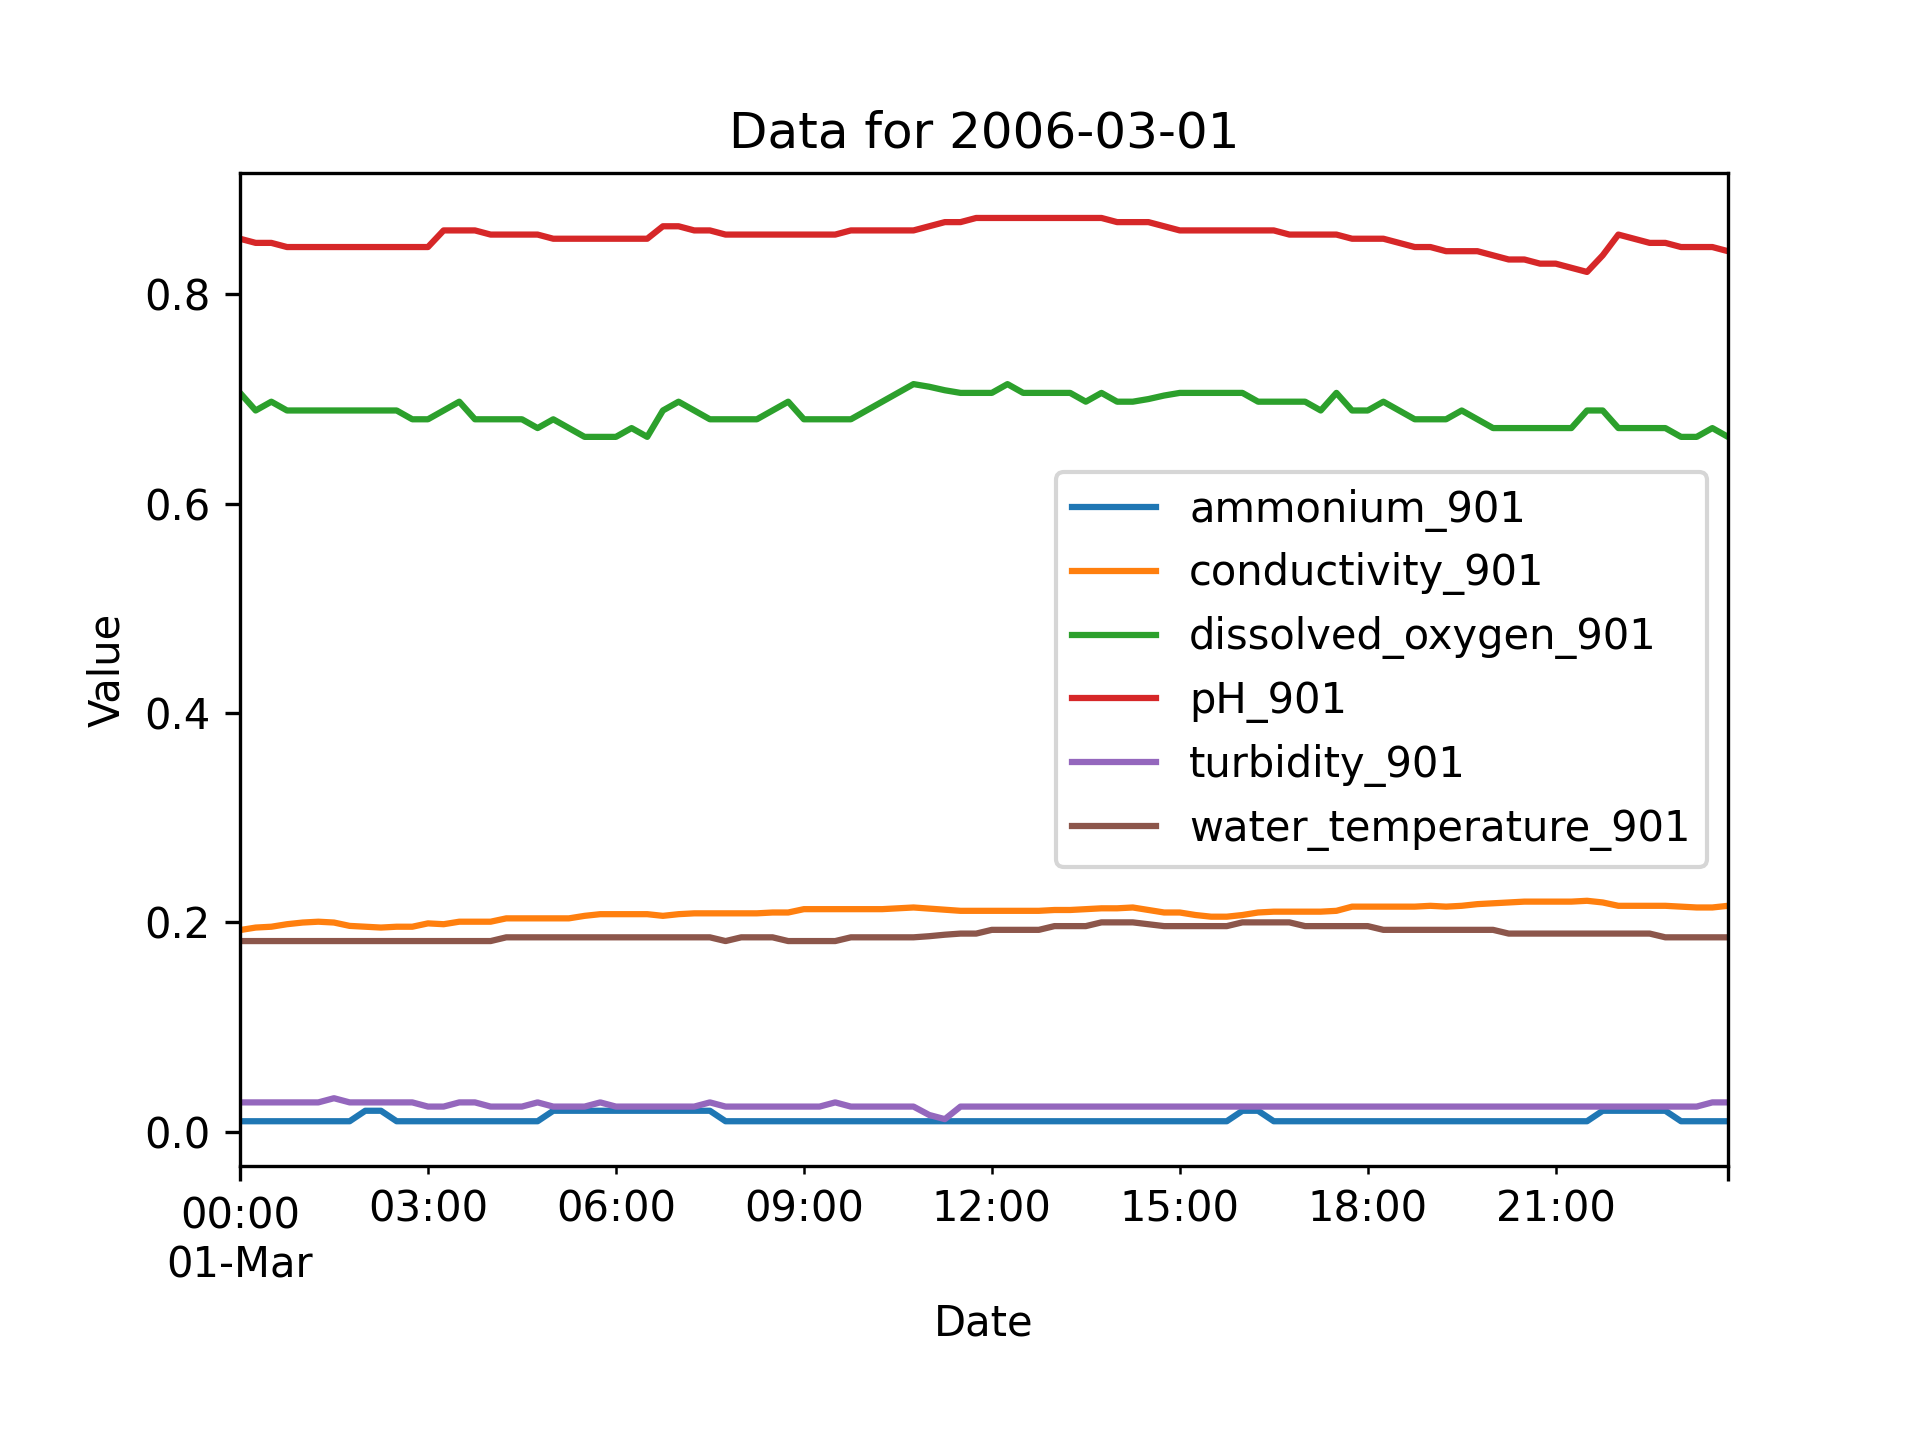 Data for 2006-03-01
Value
0.8
0.6
0.4
0.2
0.0
ammonium_901
conductivity_901
dissolved_oxygen_901
pH_901
turbidity_901
water_temperature_901
00:00 03:00 06:00 09:00 12:00 15:00 18:00 21:00
01-Mar
Date